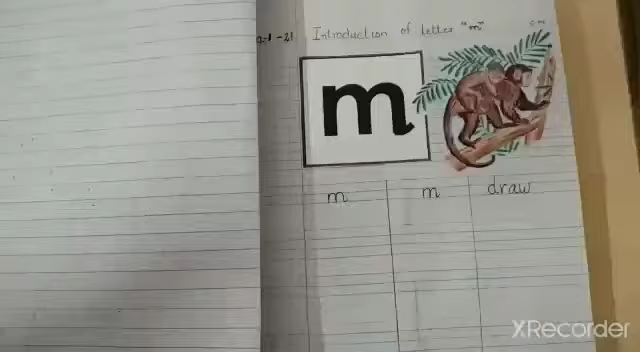 Introduction of letter "m"
m
m m draw
XRecorder